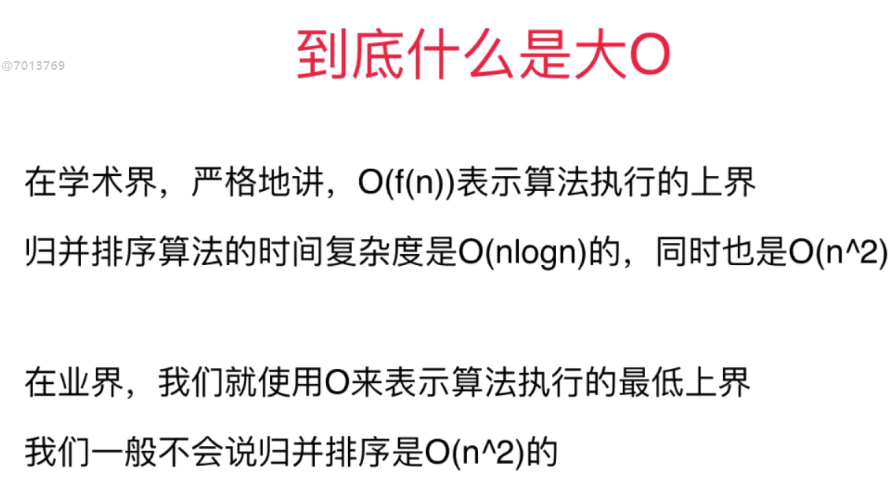 到底什么是大O
@7013769
在学术界，严格地讲，O(f(n))表示算法执行的上界
归并排序算法的时间复杂度是O(nlogn)的，同时也是O(n^2)
在业界，我们就使用O来表示算法执行的最低上界
我们一般不会说归并排序是O(n^2)的